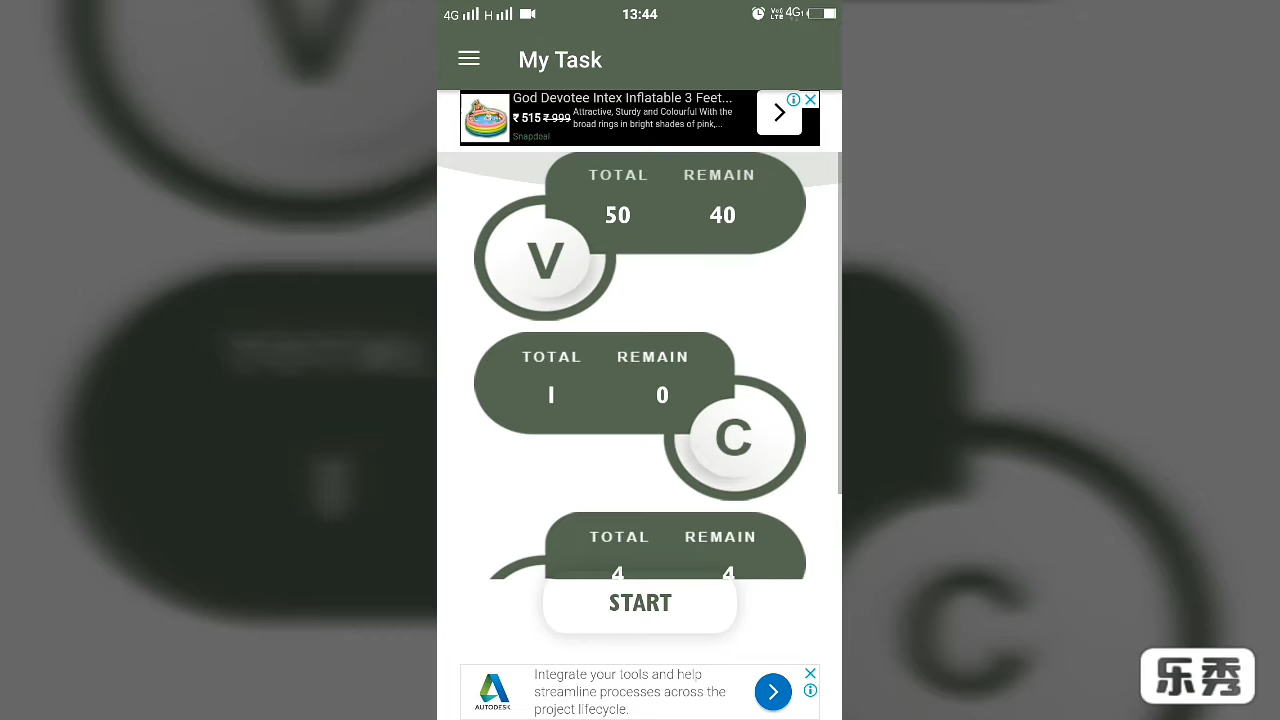 4G H 13:44 VoD LTE 4G
My Task
God Devotee Intex Inflatable 3 Feet...
₹ 515 ₹ 999 Attractive, Sturdy and Colourful With the
broad rings in bright shades of pink,...
Snapdeal
TOTAL REMAIN
50 40
V
TOTAL REMAIN
I 0
C
TOTAL REMAIN
4 4
START
Integrate your tools and help
streamline processes across the
project lifecycle.
AUTODESK
乐秀